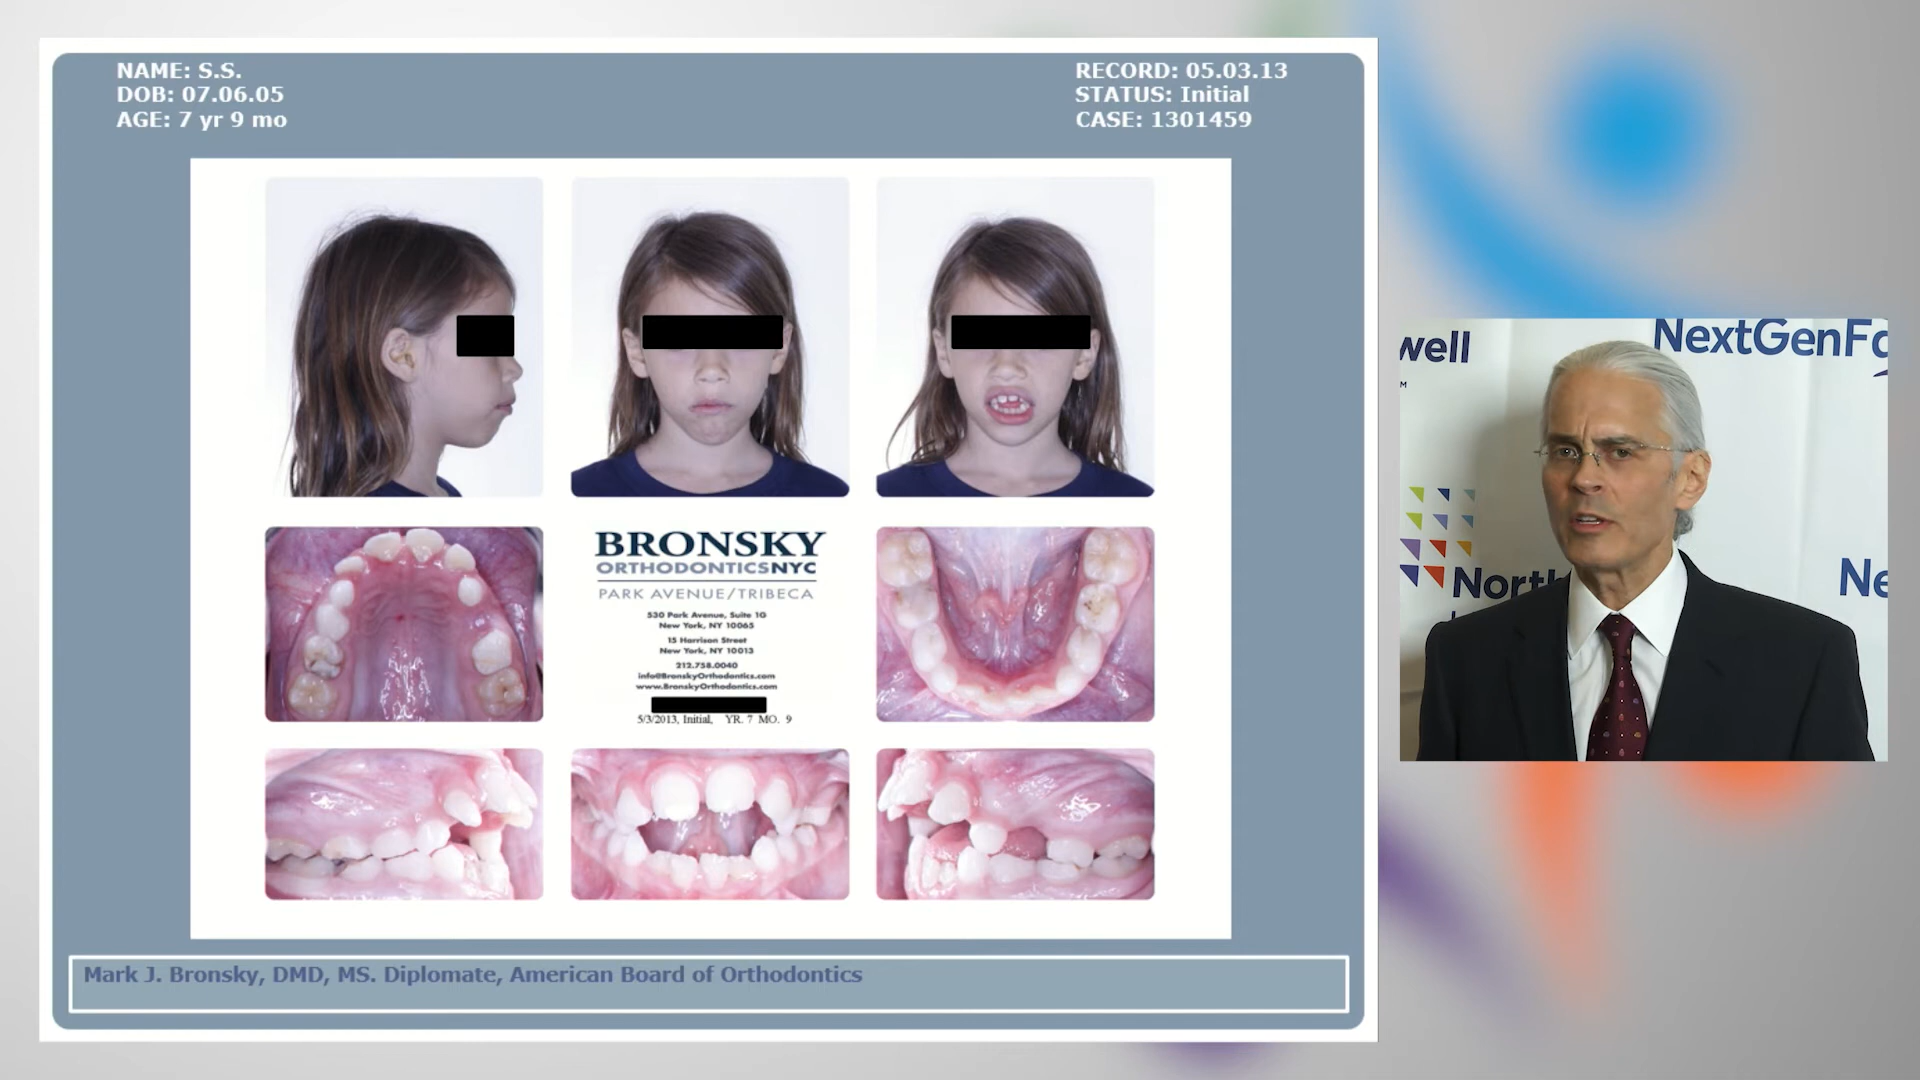 NAME: S.S.
DOB: 07.06.05
AGE: 7 yr 9 mo
RECORD: 05.03.13
STATUS: Initial
CASE: 1301459
BRONSKY
ORTHODONTICSNYC
PARK AVENUE/TRIBECA
530 Park Avenue, Suite 1G
New York, NY 10065
15 Harrison Street
New York, NY 10013
212.758.0040
info@BronskyOrthodontics.com
www.BronskyOrthodontics.com
5/3/2013, Initial, YR. 7 MO. 9
Mark J. Bronsky, DMD, MS. Diplomate, American Board of Orthodontics
well
NextGenFa
North
Ne